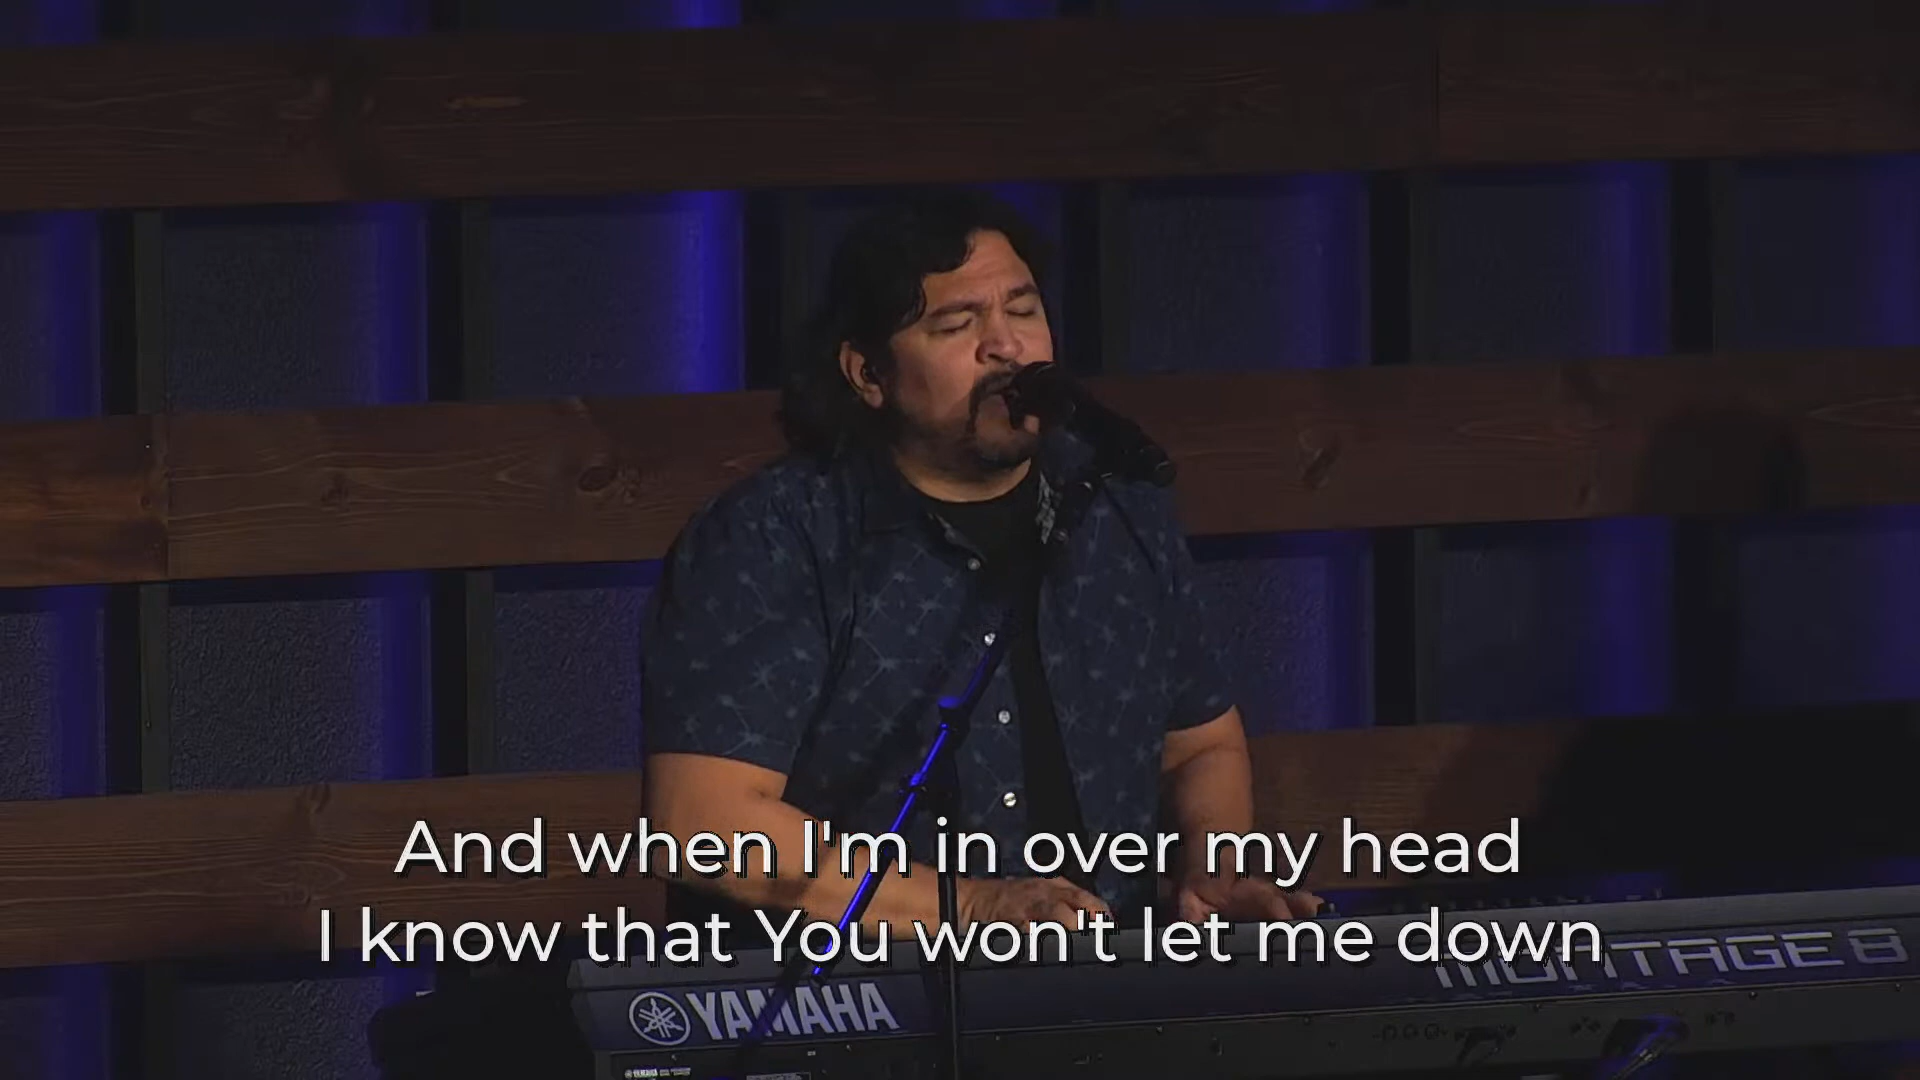 And when I'm in over my head
I know that You won't let me down
MONTAGE 8
YAMAHA